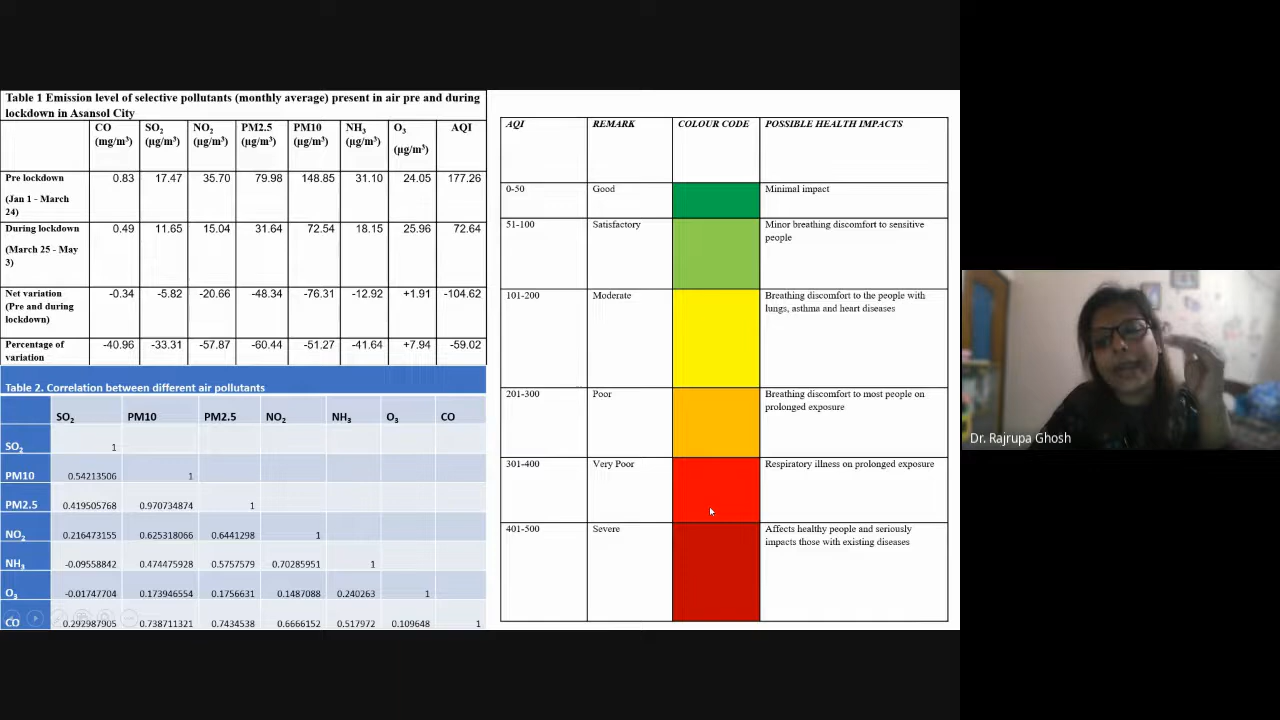 Table 1 Emission level of selective pollutants (monthly average) present in air pre and during
lockdown in Asansol City
CO (mg/m³) SO₂ (μg/m³) NO₂ (μg/m³) PM2.5 (μg/m³) PM10 (μg/m³) NH₃ (μg/m³) O₃ (μg/m³) AQI
Pre lockdown (Jan 1 - March 24) 0.83 17.47 35.70 79.98 148.85 31.10 24.05 177.26
During lockdown (March 25 - May 3) 0.49 11.65 15.04 31.64 72.54 18.15 25.96 72.64
Net variation (Pre and during lockdown) -0.34 -5.82 -20.66 -48.34 -76.31 -12.92 +1.91 -104.62
Percentage of variation -40.96 -33.31 -57.87 -60.44 -51.27 -41.64 +7.94 -59.02
Table 2. Correlation between different air pollutants
SO₂ PM10 PM2.5 NO₂ NH₃ O₃ CO
SO₂ 1
PM10 0.54213506 1
PM2.5 0.419505768 0.970734874 1
NO₂ 0.216473155 0.625318066 0.6441298 1
NH₃ -0.09558842 0.474475928 0.5757579 0.70285951 1
O₃ -0.01747704 0.173946554 0.1756631 0.1487088 0.240263 1
CO 0.292987905 0.738711321 0.7434538 0.6666152 0.517972 0.109648 1
AQI REMARK COLOUR CODE POSSIBLE HEALTH IMPACTS
0-50 Good Minimal impact
51-100 Satisfactory Minor breathing discomfort to sensitive
people
101-200 Moderate Breathing discomfort to the people with
lungs, asthma and heart diseases
201-300 Poor Breathing discomfort to most people on
prolonged exposure
301-400 Very Poor Respiratory illness on prolonged exposure
401-500 Severe Affects healthy people and seriously
impacts those with existing diseases
Dr. Rajrupa Ghosh